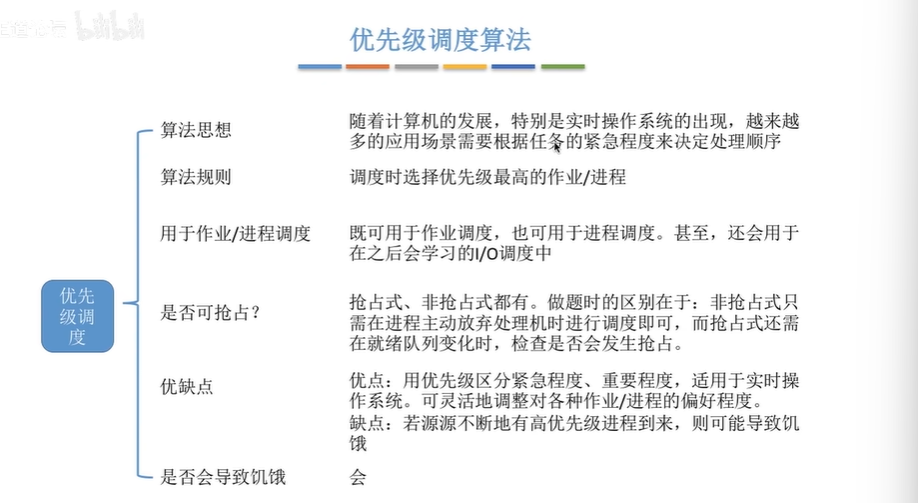 bilibili
优先级调度算法
算法思想
随着计算机的发展，特别是实时操作系统的出现，越来越
多的应用场景需要根据任务的紧急程度来决定处理顺序
算法规则
调度时选择优先级最高的作业/进程
用于作业/进程调度
既可用于作业调度，也可用于进程调度。甚至，还会用于
在之后会学习的I/O调度中
优先
级调
度
是否可抢占？
抢占式、非抢占式都有。做题时的区别在于：非抢占式只
需在进程主动放弃处理机时进行调度即可，而抢占式还需
在就绪队列变化时，检查是否会发生抢占。
优缺点
优点：用优先级区分紧急程度、重要程度，适用于实时操
作系统。可灵活地调整对各种作业/进程的偏好程度。
缺点：若源源不断地有高优先级进程到来，则可能导致饥
饿
是否会导致饥饿
会